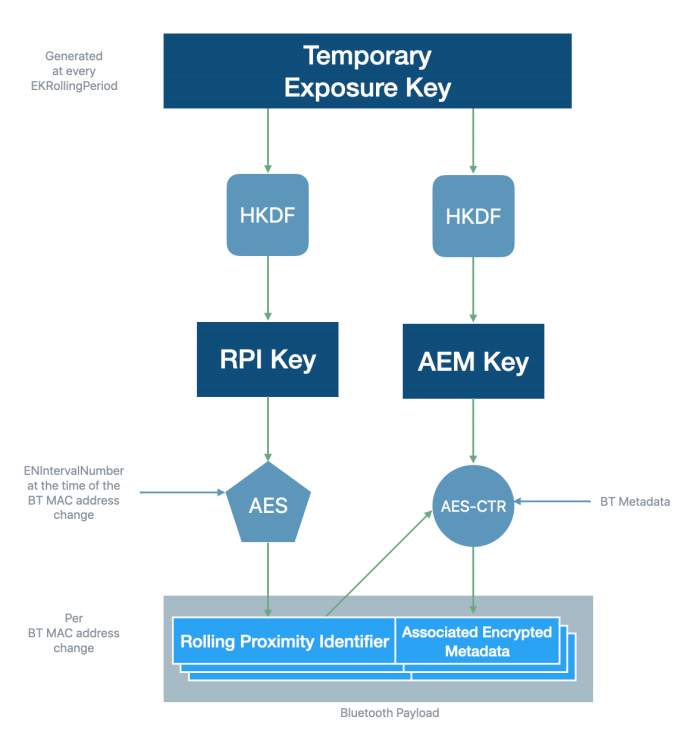 Generated
at every
EKRollingPeriod
Temporary
Exposure Key
HKDF
HKDF
RPI Key
AEM Key
ENIntervalNumber
at the time of the
BT MAC address
change
AES
AES-CTR
BT Metadata
Per
BT MAC address
change
Rolling Proximity Identifier
Associated Encrypted
Metadata
Bluetooth Payload